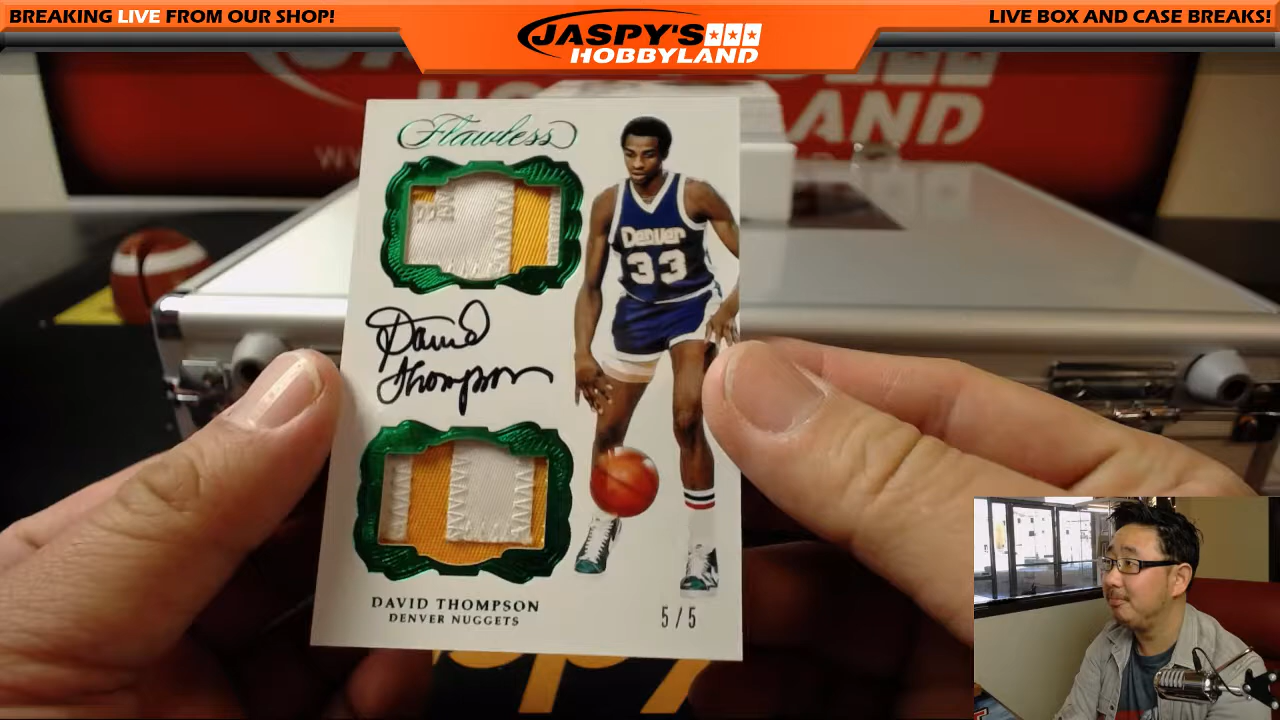 BREAKING LIVE FROM OUR SHOP!
JASPY'S
HOBBYLAND
LIVE BOX AND CASE BREAKS!
Flawless
Denver
33
David
Thompson
DAVID THOMPSON
DENVER NUGGETS
5/5